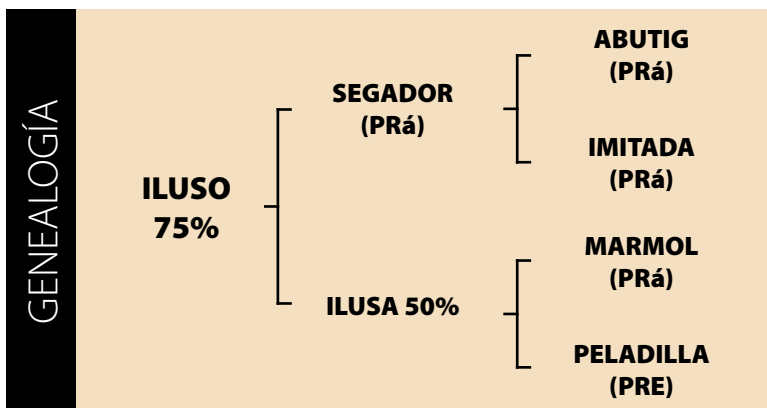 GENEALOGÍA
ILUSO
75%
SEGADOR
(PRá)
ILUSA 50%
ABUTIG
(PRá)
IMITADA
(PRá)
MARMOL
(PRá)
PELADILLA
(PRE)